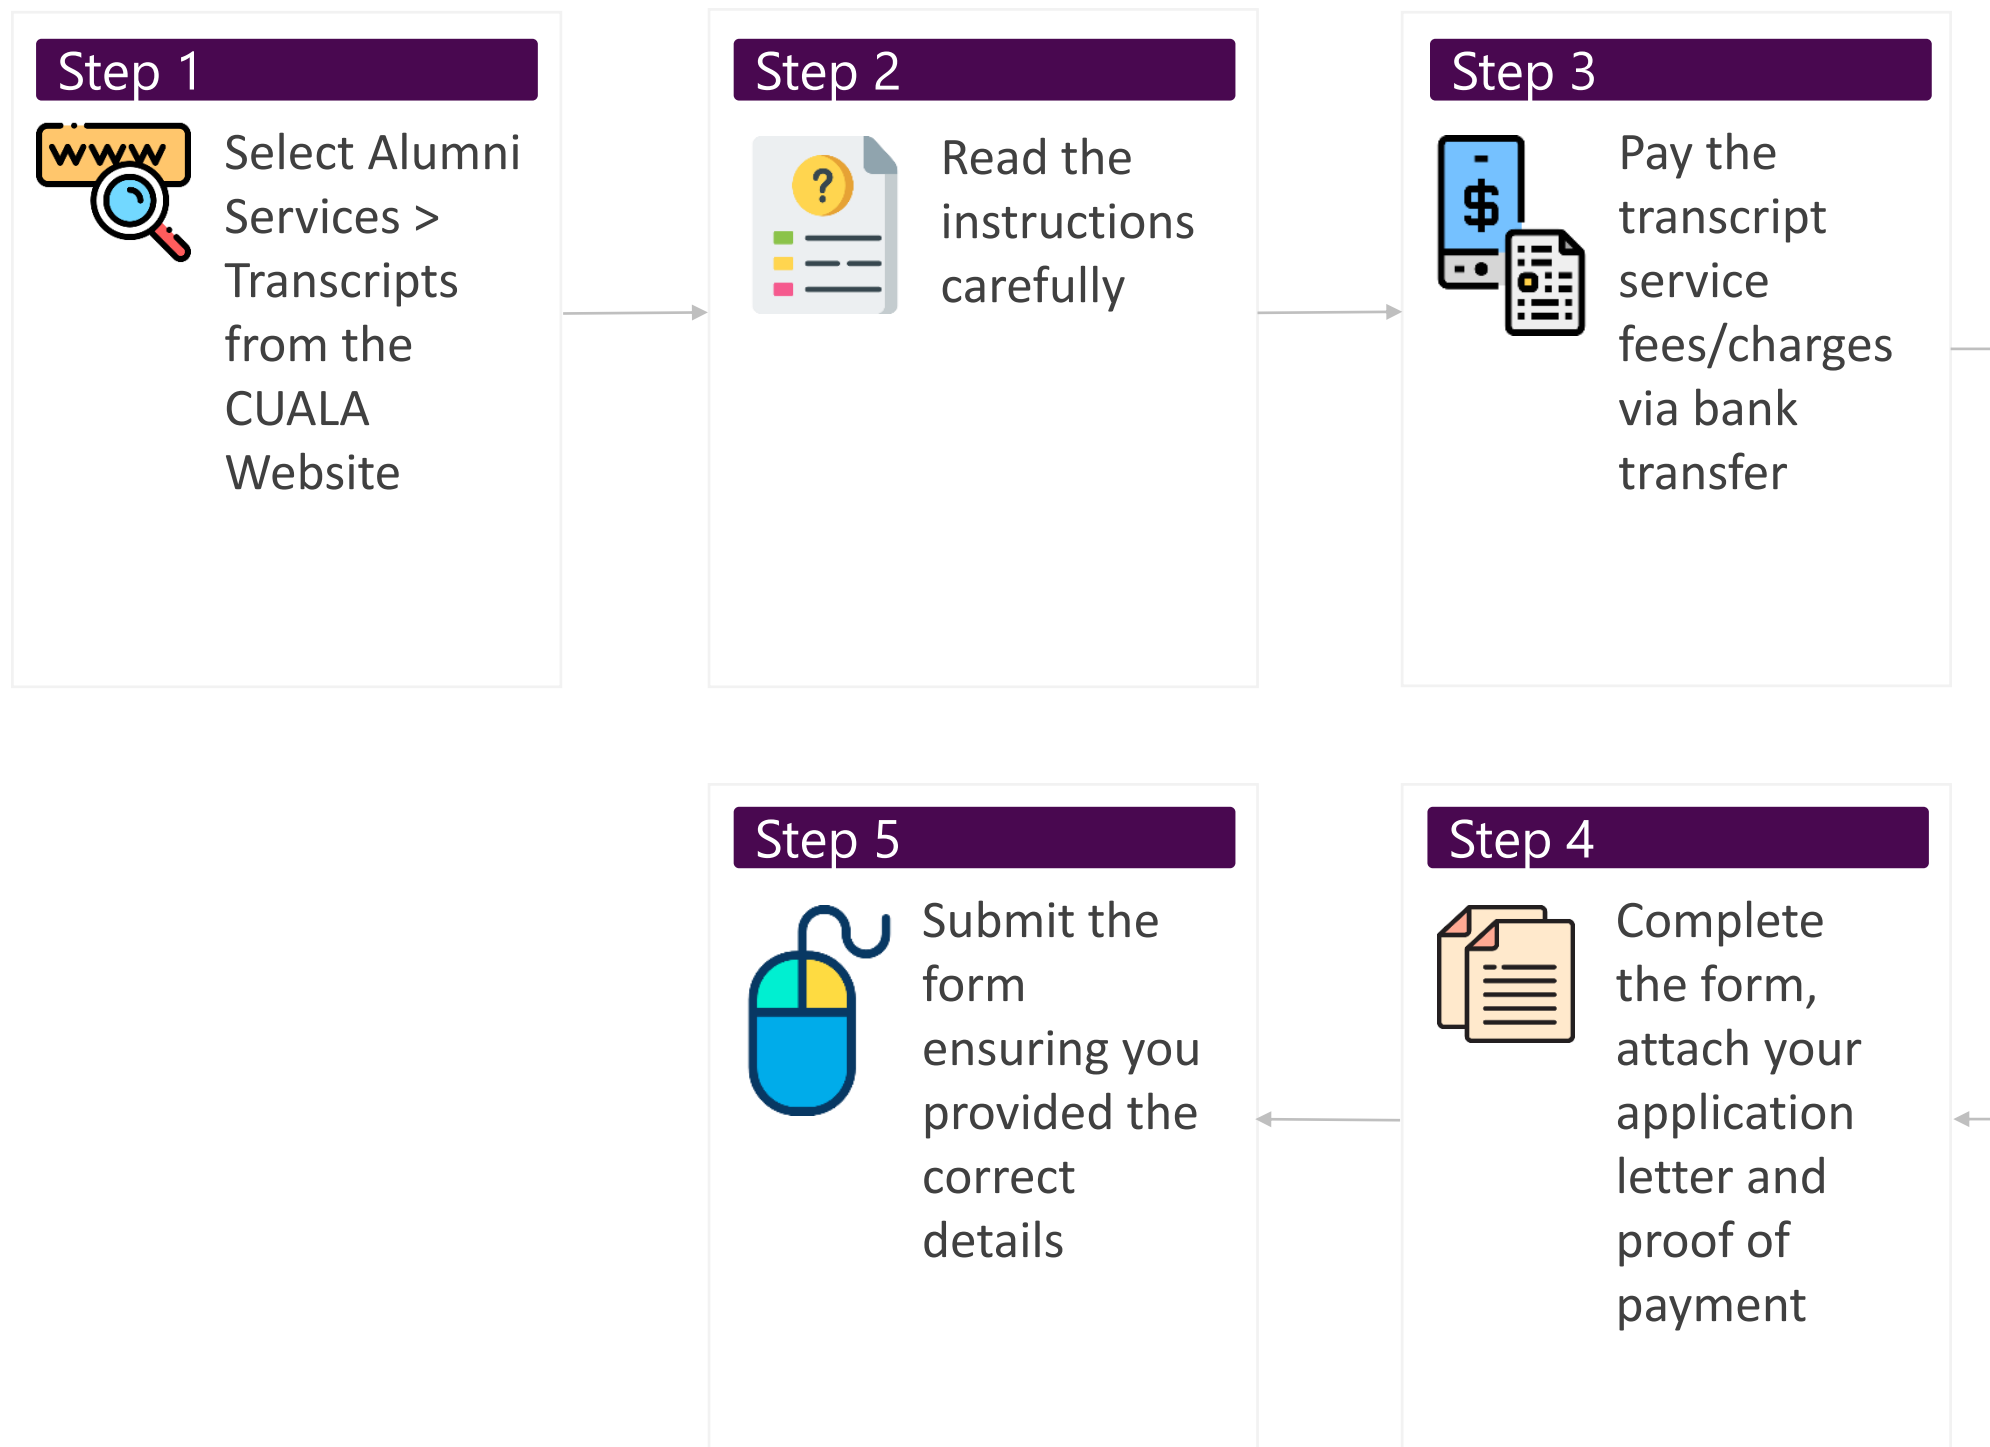 Step 1
www
Select Alumni
Services >
Transcripts
from the
CUALA
Website
Step 2
?
Read the
instructions
carefully
Step 3
$
Pay the
transcript
service
fees/charges
via bank
transfer
Step 4
Complete
the form,
attach your
application
letter and
proof of
payment
Step 5
Submit the
form
ensuring you
provided the
correct
details